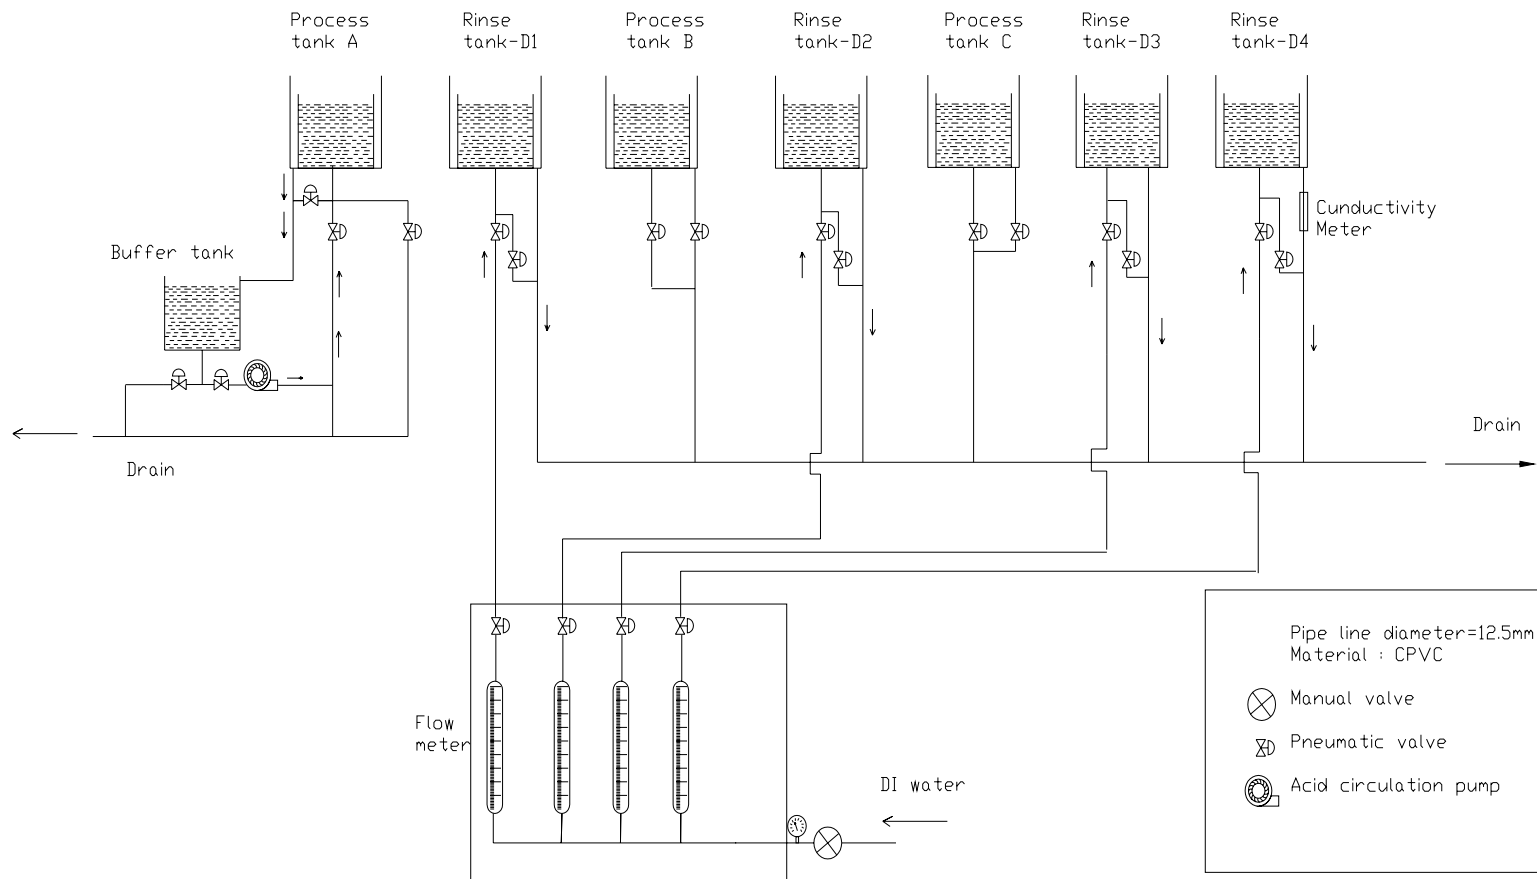 Process
tank A
Rinse
tank-D1
Process
tank B
Rinse
tank-D2
Process
tank C
Rinse
tank-D3
Rinse
tank-D4
Cunductivity
Meter
Buffer tank
Drain
Drain
Flow
meter
DI water
Pipe line diameter=12.5mm
Material : CPVC
Manual valve
Pneumatic valve
Acid circulation pump